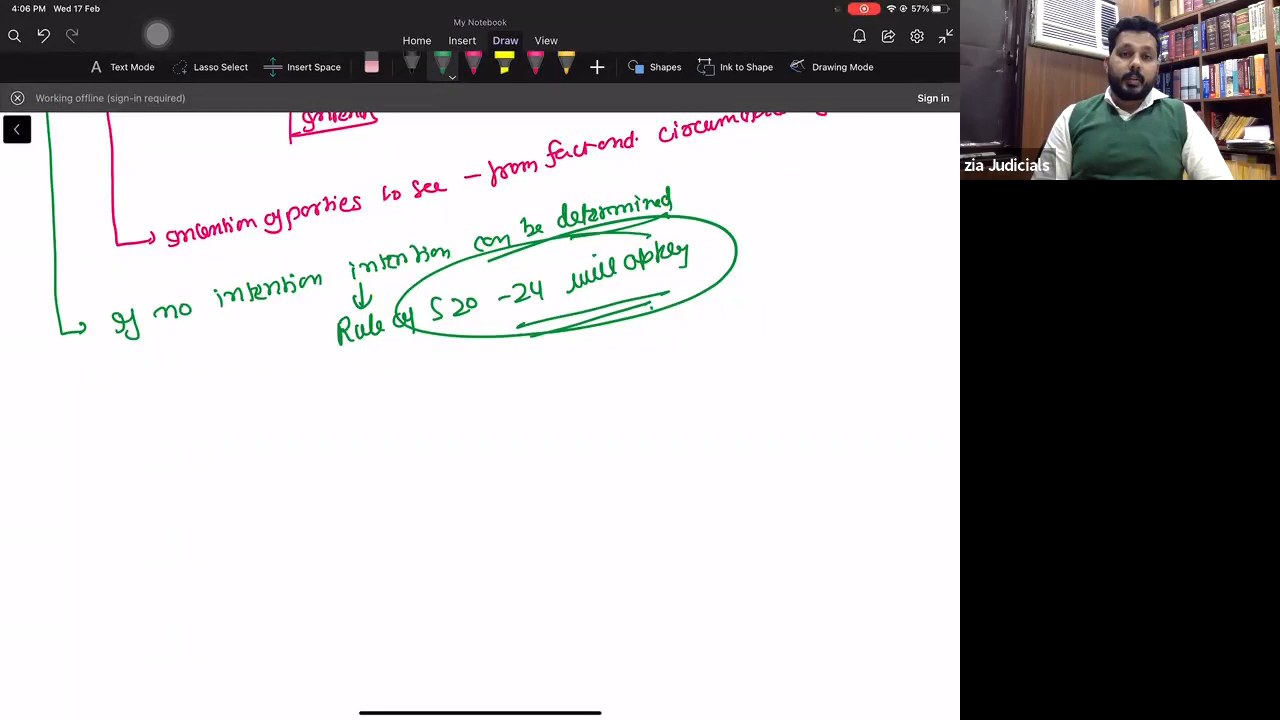 4:06 PM Wed 17 Feb
57%
My Notebook
Home Insert Draw View
Text Mode Lasso Select Insert Space Shapes Ink to Shape Drawing Mode
Working offline (sign-in required) Sign in
intention of parties to see - from fact and.
If no intention intention can be determined
Rule of S 20 - 24 will apply
zia Judicials